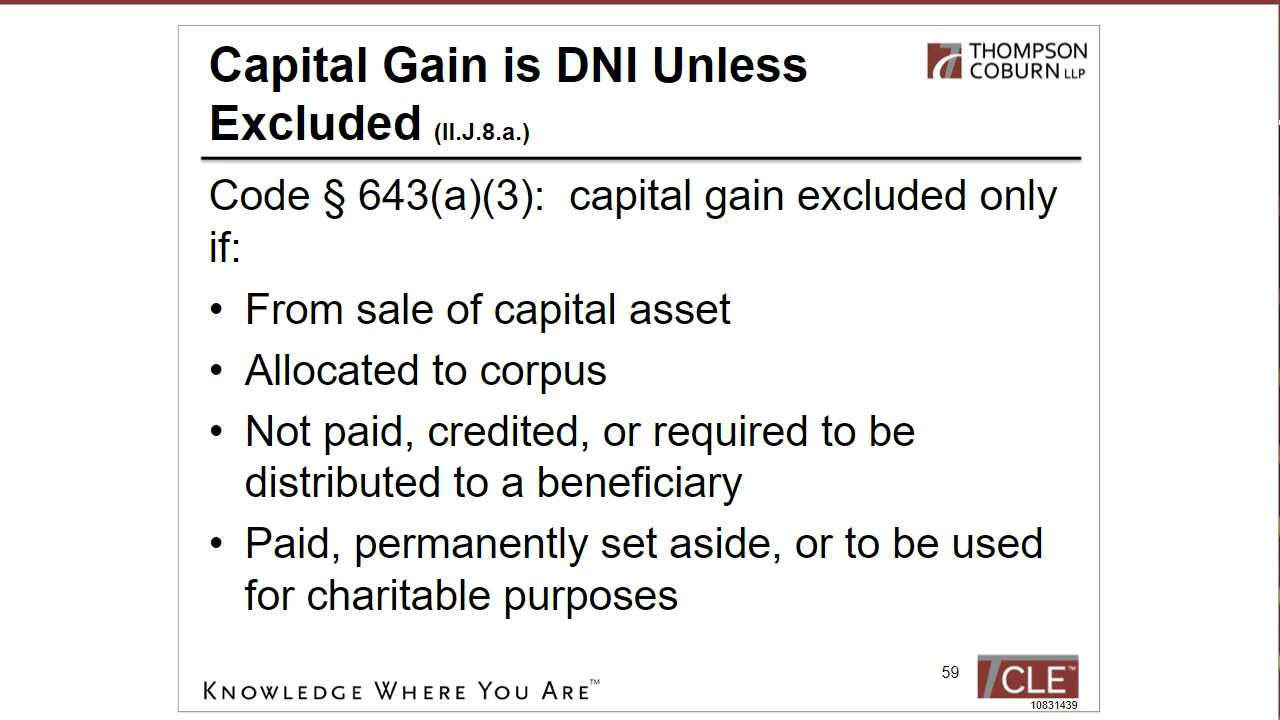 Capital Gain is DNI Unless
Excluded (II.J.8.a.)
THOMPSON
COBURN LLP
Code § 643(a)(3):  capital gain excluded only
if:
• From sale of capital asset
• Allocated to corpus
• Not paid, credited, or required to be
distributed to a beneficiary
• Paid, permanently set aside, or to be used
for charitable purposes
KNOWLEDGE WHERE YOU ARE™
59
TCLE™
10831439